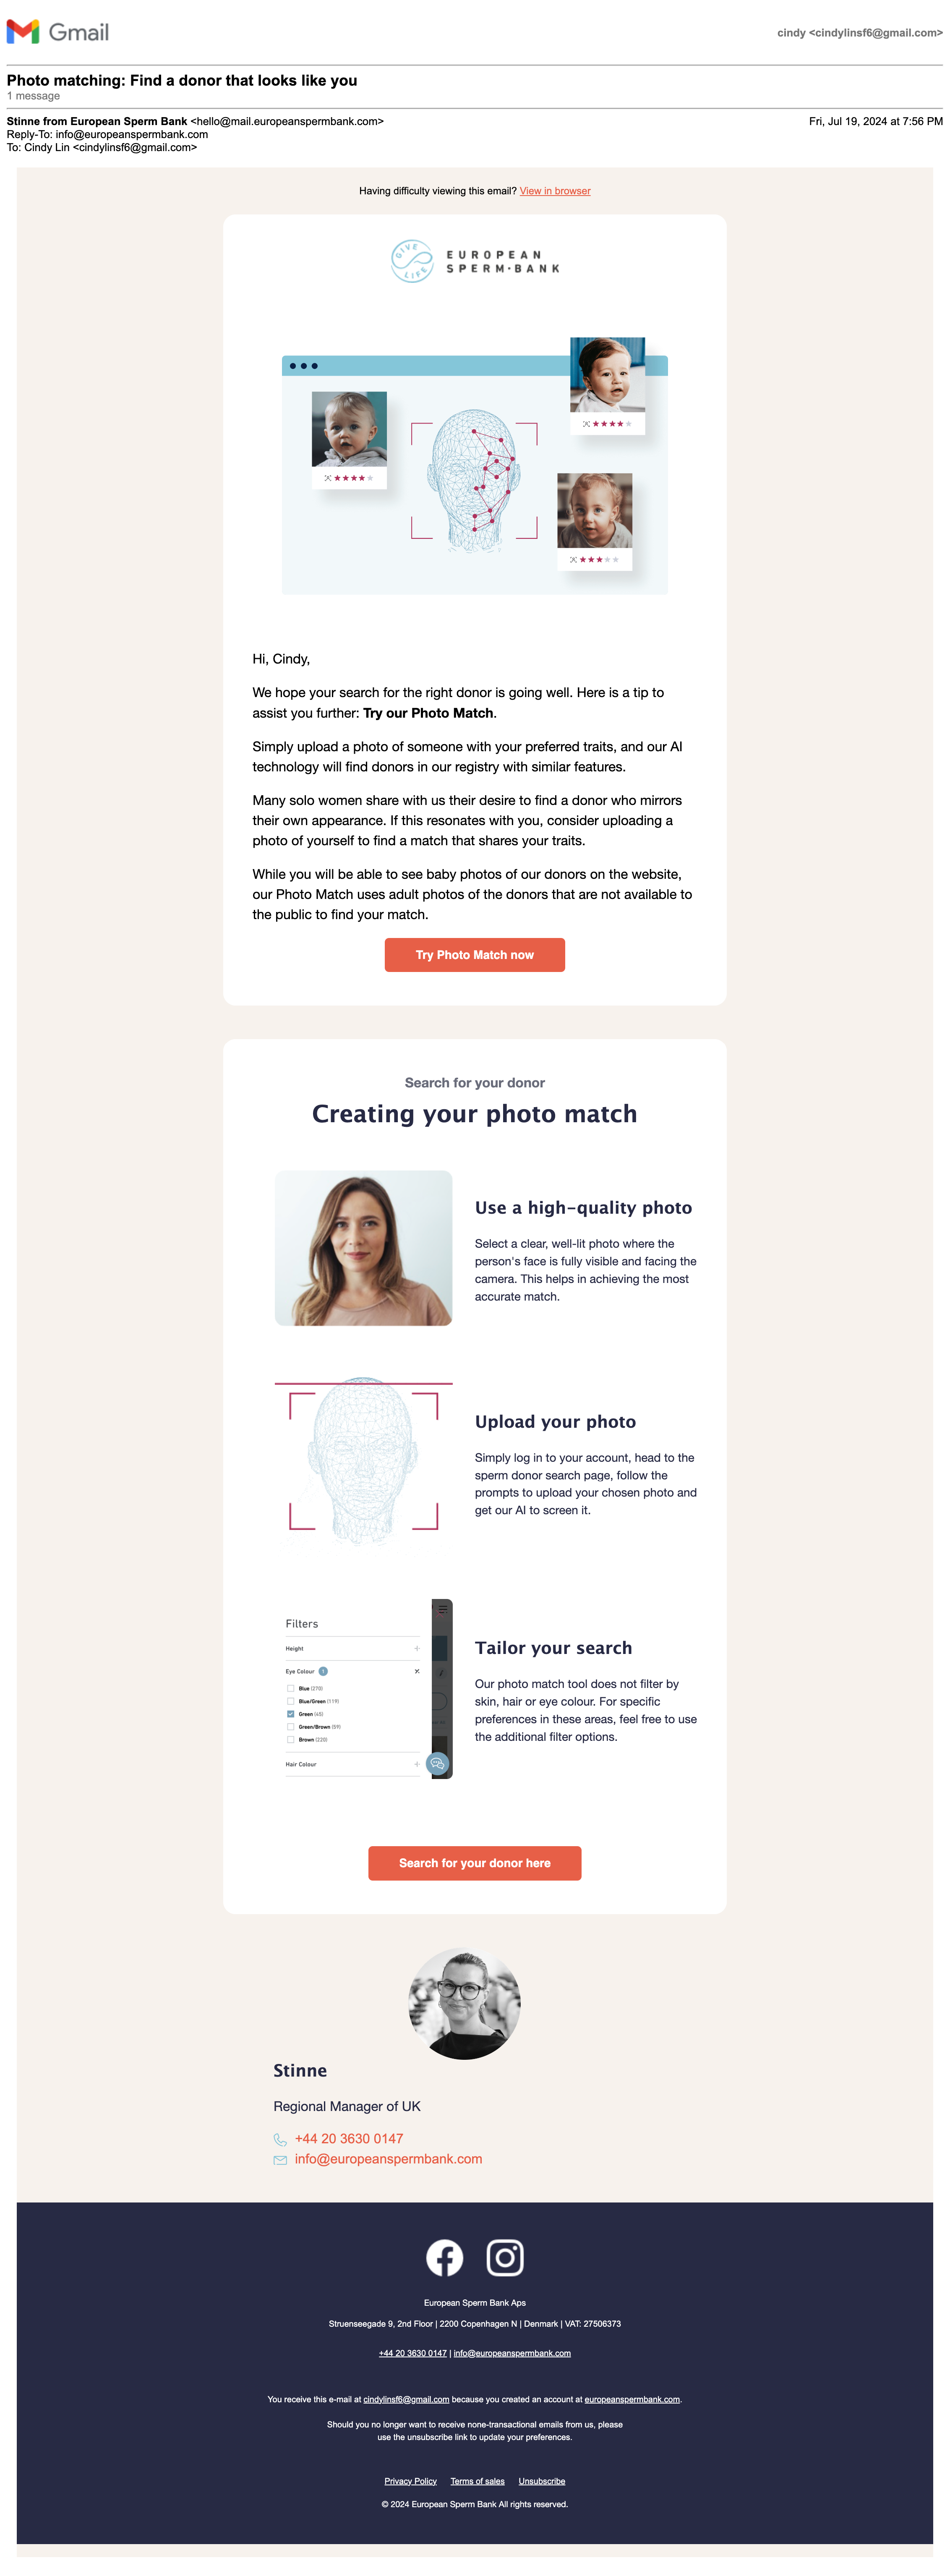 Gmail
cindy <cindylinsf6@gmail.com>
Photo matching: Find a donor that looks like you
1 message
Stinne from European Sperm Bank <hello@mail.europeanspermbank.com>
Fri, Jul 19, 2024 at 7:56 PM
Reply-To: info@europeanspermbank.com
To: Cindy Lin <cindylinsf6@gmail.com>
Having difficulty viewing this email? View in browser
GIVE LIFE
EUROPEAN
SPERM·BANK
Hi, Cindy,
We hope your search for the right donor is going well. Here is a tip to
assist you further: Try our Photo Match.
Simply upload a photo of someone with your preferred traits, and our AI
technology will find donors in our registry with similar features.
Many solo women share with us their desire to find a donor who mirrors
their own appearance. If this resonates with you, consider uploading a
photo of yourself to find a match that shares your traits.
While you will be able to see baby photos of our donors on the website,
our Photo Match uses adult photos of the donors that are not available to
the public to find your match.
Try Photo Match now
Search for your donor
Creating your photo match
Use a high-quality photo
Select a clear, well-lit photo where the
person's face is fully visible and facing the
camera. This helps in achieving the most
accurate match.
Upload your photo
Simply log in to your account, head to the
sperm donor search page, follow the
prompts to upload your chosen photo and
get our AI to screen it.
Filters
Height
Eye Colour 1
Blue (270)
Blue/Green (119)
Green (65)
Green/Brown (59)
Brown (220)
Hair Colour
Tailor your search
Our photo match tool does not filter by
skin, hair or eye colour. For specific
preferences in these areas, feel free to use
the additional filter options.
Search for your donor here
Stinne
Regional Manager of UK
+44 20 3630 0147
info@europeanspermbank.com
European Sperm Bank Aps
Struenseegade 9, 2nd Floor | 2200 Copenhagen N | Denmark | VAT: 27506373
+44 20 3630 0147 | info@europeanspermbank.com
You receive this e-mail at cindylinsf6@gmail.com because you created an account at europeanspermbank.com.
Should you no longer want to receive none-transactional emails from us, please
use the unsubscribe link to update your preferences.
Privacy Policy Terms of sales Unsubscribe
© 2024 European Sperm Bank All rights reserved.